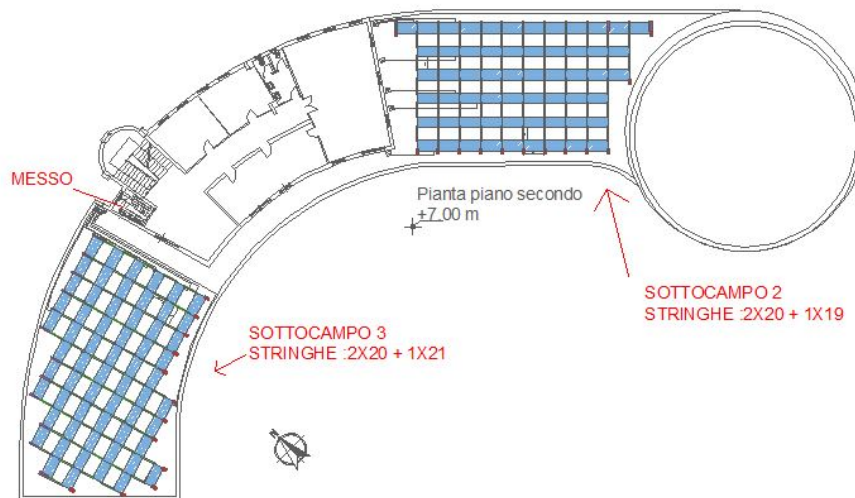 MESSO
Pianta piano secondo
+7,00 m
SOTTOCAMPO 2
STRINGHE :2X20 + 1X19
SOTTOCAMPO 3
STRINGHE :2X20 + 1X21